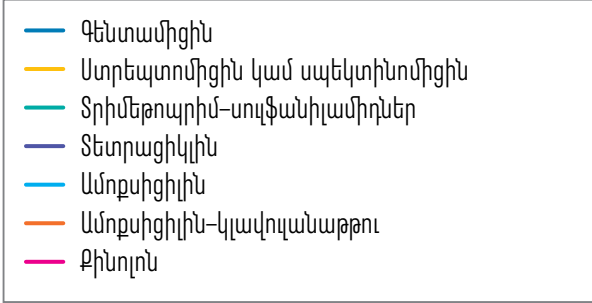 Գենտամիցին
Ստրեպտոմիցին կամ սպեկտինոմիցին
Տրիմեթոպրիմ–սուլֆանիլամիդներ
Տետրացիկլին
Ամոքսիցիլին
Ամոքսիցիլին–կլավուլանաթթու
Քինոլոն